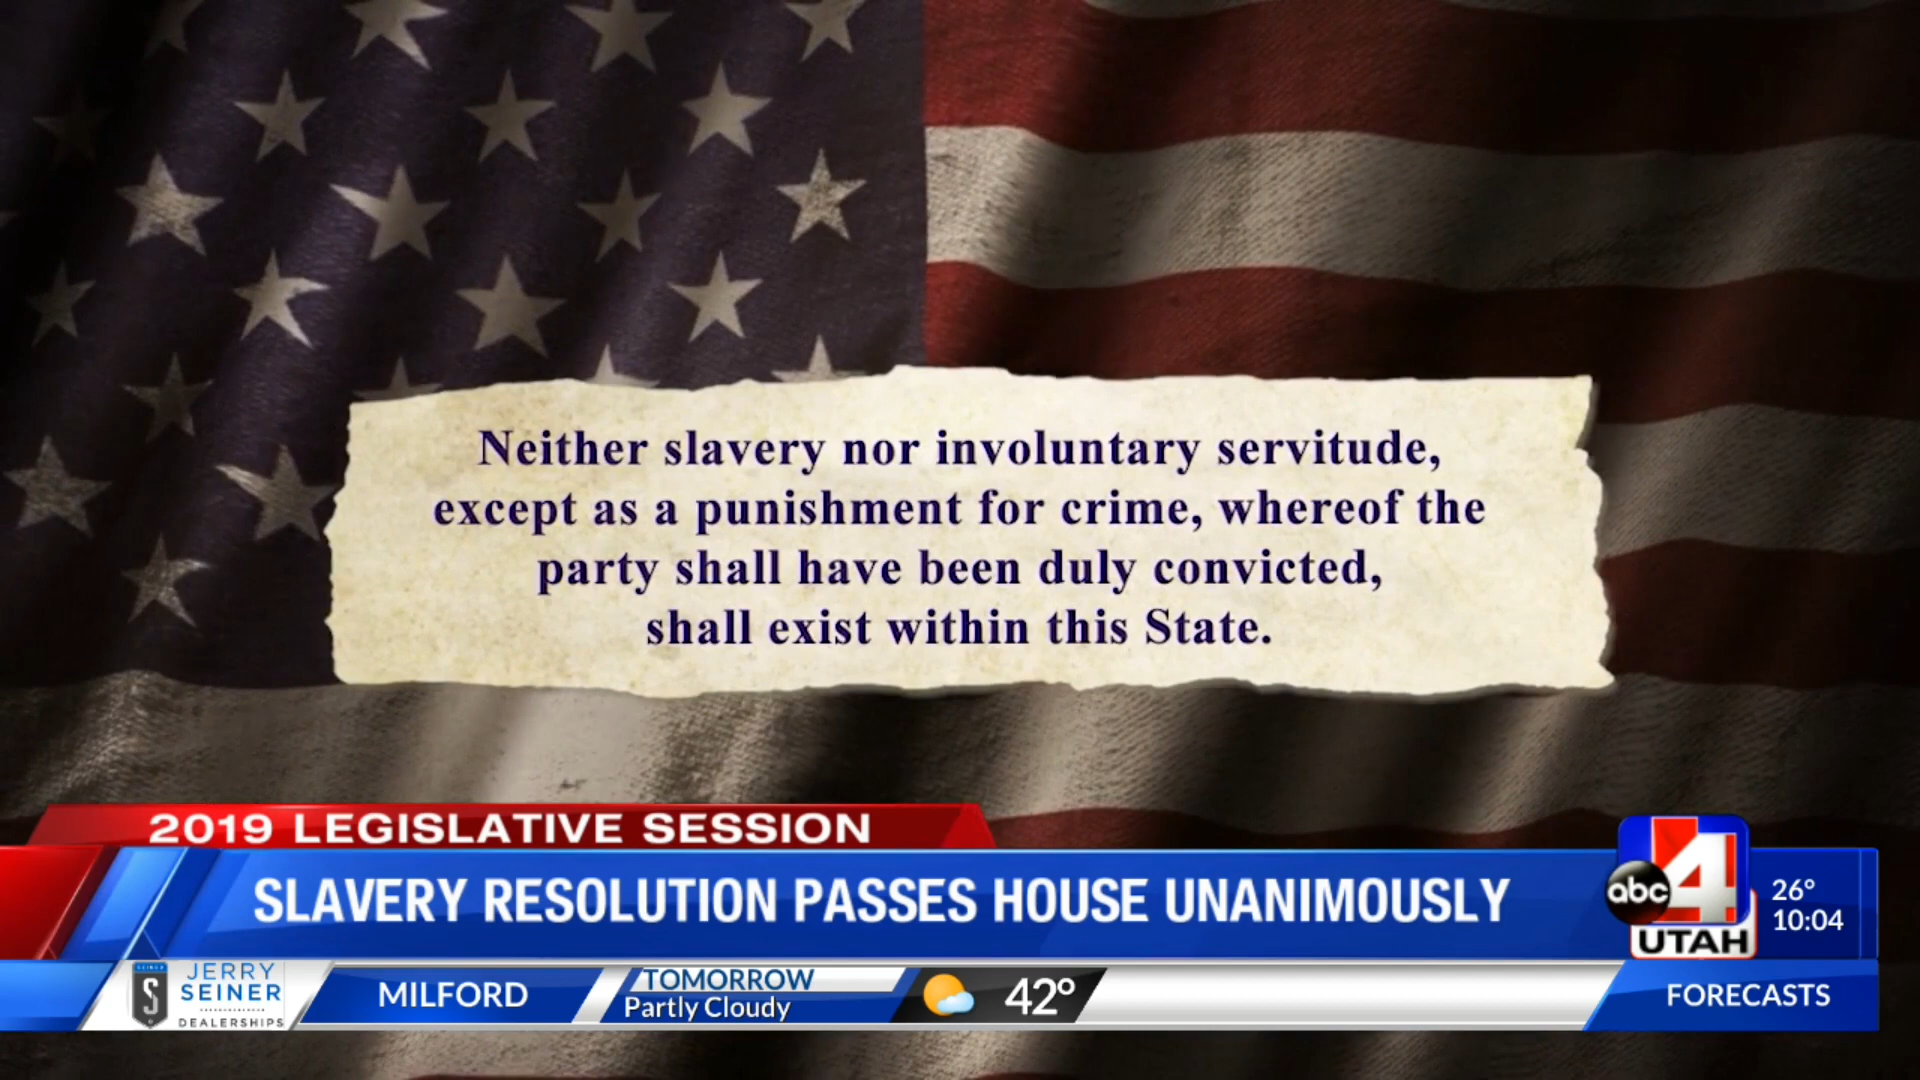 Neither slavery nor involuntary servitude,
except as a punishment for crime, whereof the
party shall have been duly convicted,
shall exist within this State.
2019 LEGISLATIVE SESSION
SLAVERY RESOLUTION PASSES HOUSE UNANIMOUSLY
abc 4
UTAH
26°
10:04
SEINER
S
JERRY
SEINER
DEALERSHIPS
MILFORD
TOMORROW
Partly Cloudy
42°
FORECASTS